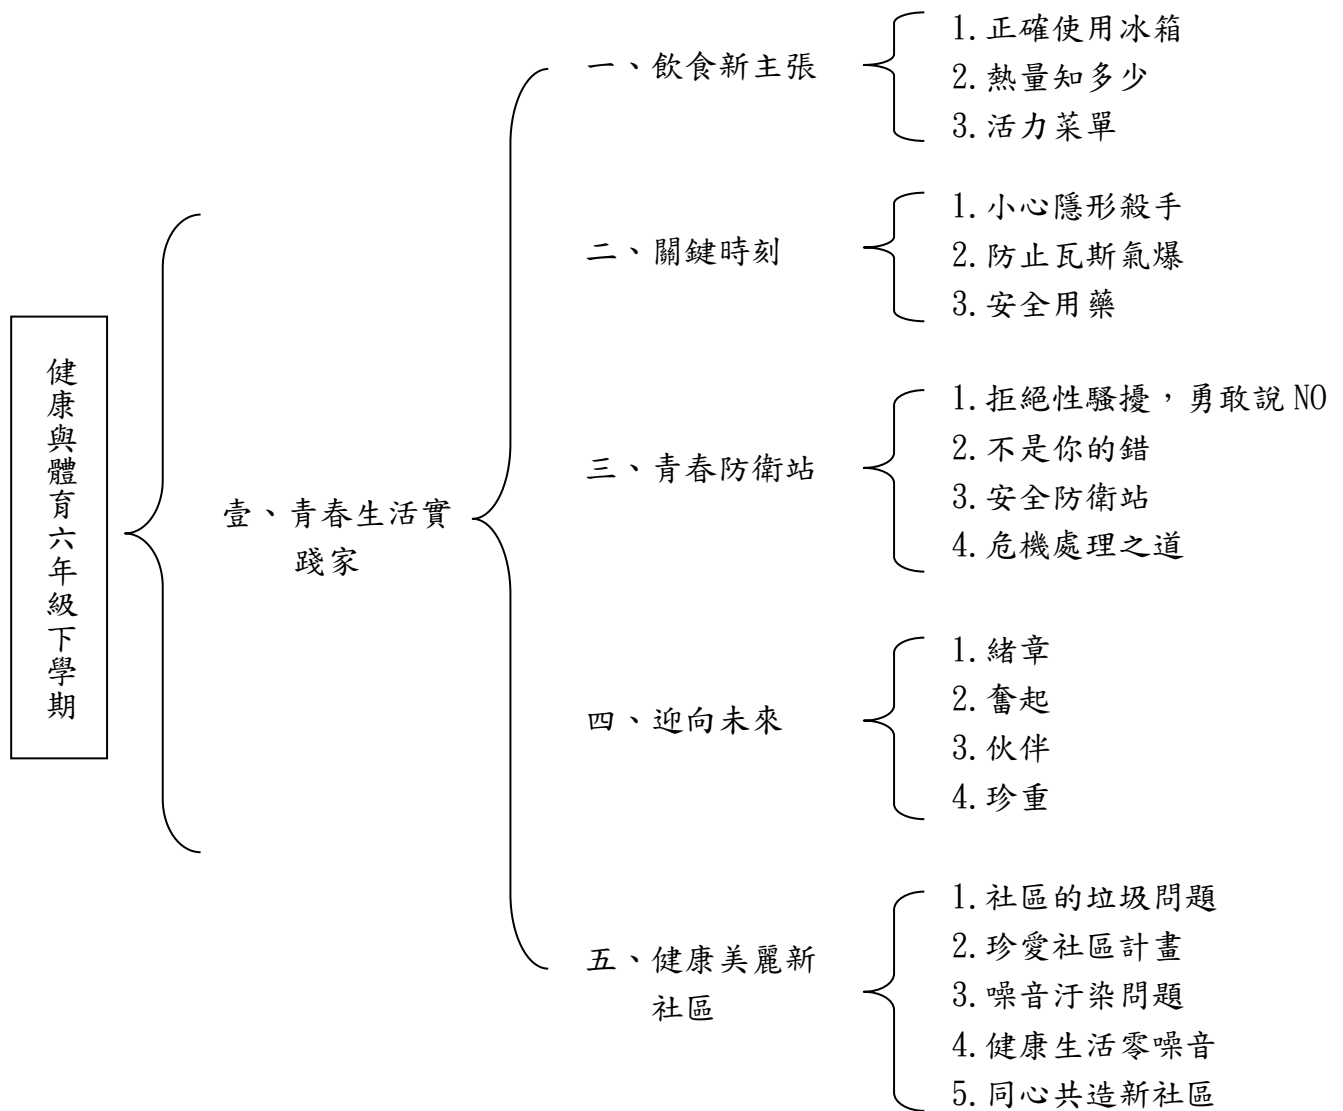 健康與體育六年級下學期
壹、青春生活實
踐家
一、飲食新主張
1.正確使用冰箱
2.熱量知多少
3.活力菜單
二、關鍵時刻
1.小心隱形殺手
2.防止瓦斯氣爆
3.安全用藥
三、青春防衛站
1.拒絕性騷擾，勇敢說 NO
2.不是你的錯
3.安全防衛站
4.危機處理之道
四、迎向未來
1.緒章
2.奮起
3.伙伴
4.珍重
五、健康美麗新
社區
1.社區的垃圾問題
2.珍愛社區計畫
3.噪音汙染問題
4.健康生活零噪音
5.同心共造新社區